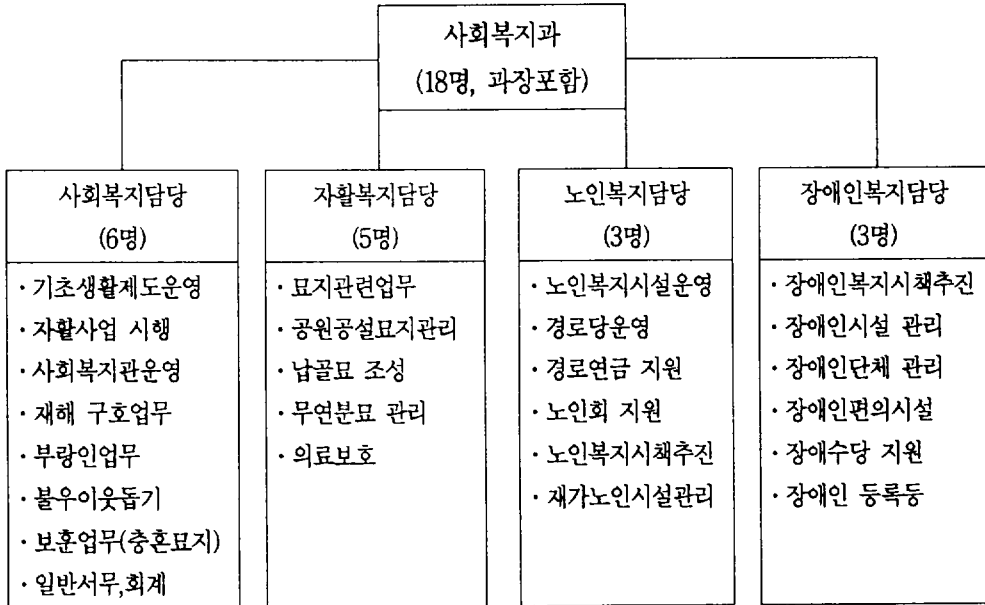 사회복지과
(18명, 과장포함)
사회복지담당
(6명)
· 기초생활제도운영
· 자활사업 시행
· 사회복지관운영
· 재해 구호업무
· 부랑인업무
· 불우이웃돕기
· 보훈업무(충혼묘지)
· 일반서무,회계
자활복지담당
(5명)
· 묘지관련업무
· 공원공설묘지관리
· 납골묘 조성
· 무연분묘 관리
· 의료보호
노인복지담당
(3명)
· 노인복지시설운영
· 경로당운영
· 경로연금 지원
· 노인회 지원
· 노인복지시책추진
· 재가노인시설관리
장애인복지담당
(3명)
· 장애인복지시책추진
· 장애인시설 관리
· 장애인단체 관리
· 장애인편의시설
· 장애수당 지원
· 장애인 등록등